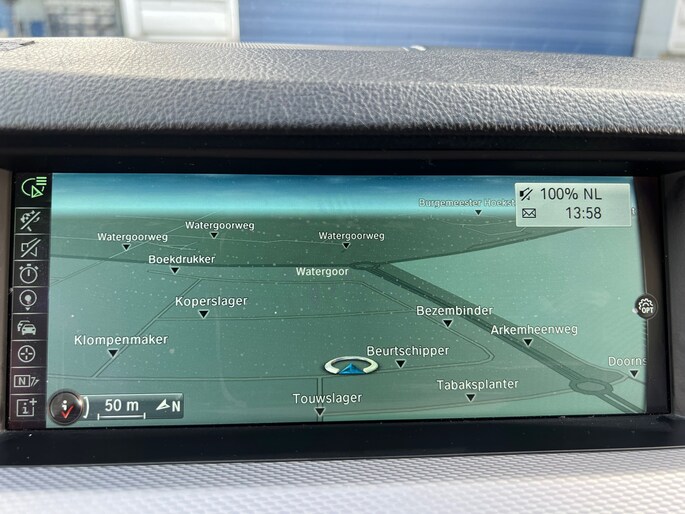 100% NL
13:58
Burgemeester Hoekst
Watergoorweg
Watergoorweg
Watergoorweg
Boekdrukker
Watergoor
Koperslager
Bezembinder
OPT
Arkemheenweg
Klompenmaker
Beurtschipper
Doorns
Tabaksplanter
Touwslager
N
i
50 m
N
i+